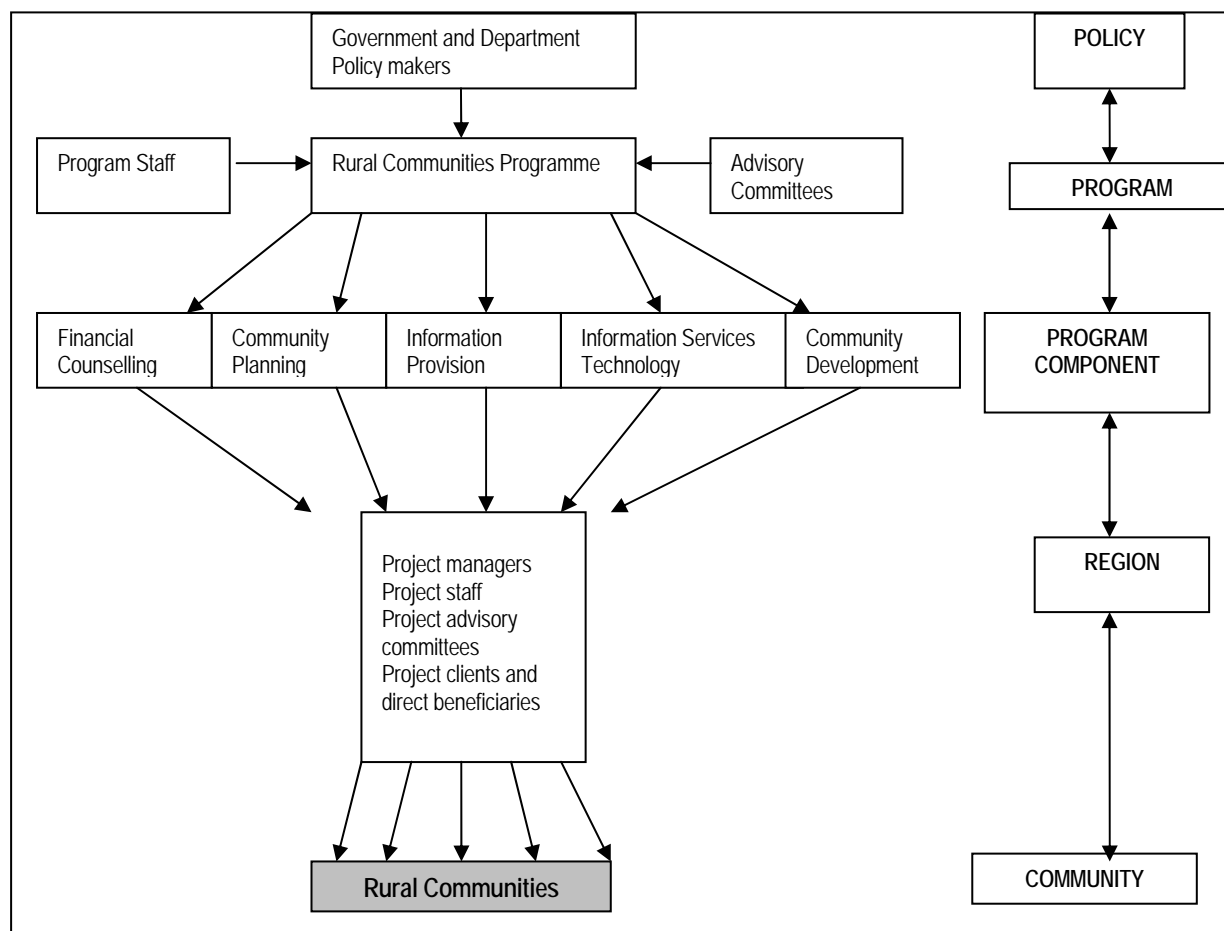 Government and Department
Policy makers
POLICY
Program Staff
Rural Communities Programme
Advisory
Committees
PROGRAM
Financial
Counselling
Community
Planning
Information
Provision
Information Services
Technology
Community
Development
PROGRAM
COMPONENT
Project managers
Project staff
Project advisory
committees
Project clients and
direct beneficiaries
REGION
Rural Communities
COMMUNITY